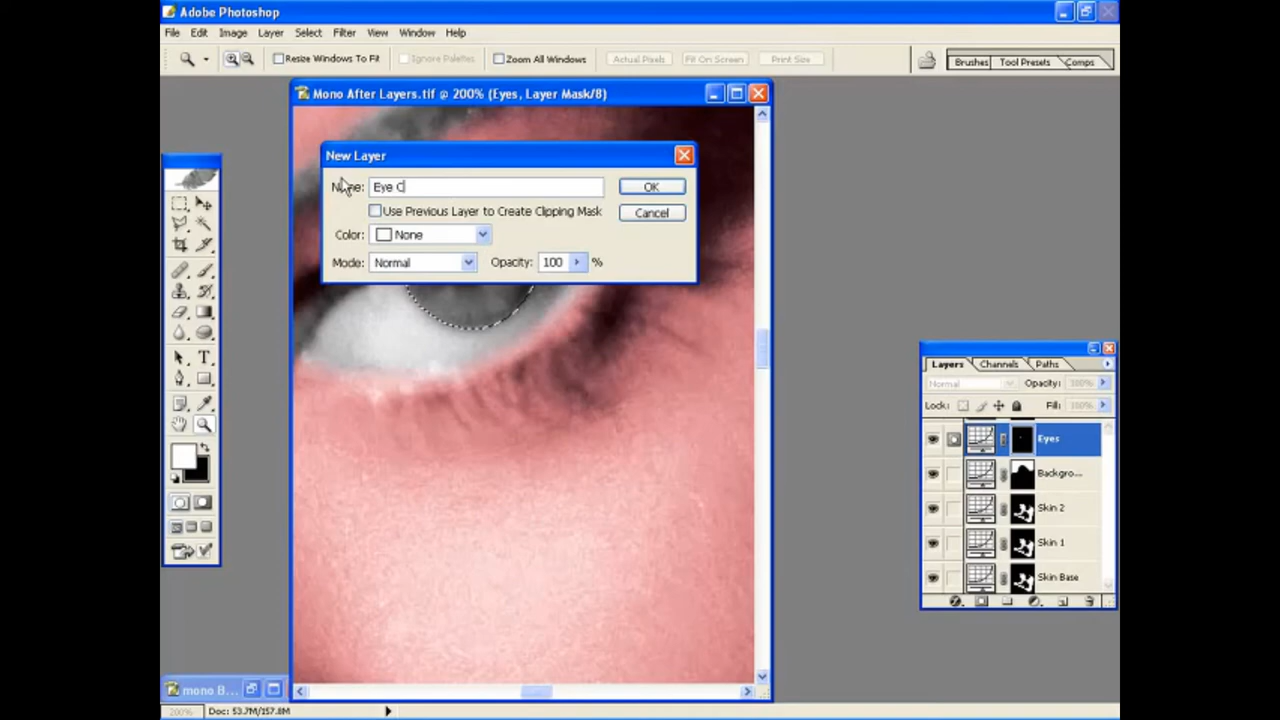 Adobe Photoshop
File Edit Image Layer Select Filter View Window Help
Resize Windows To Fit Ignore Palettes Zoom All Windows Actual Pixels Fit On Screen Print Size Brushes Tool Presets Comps
Mono After Layers.tif @ 200% (Eyes, Layer Mask/8)
New Layer
Name: Eye C OK
Use Previous Layer to Create Clipping Mask Cancel
Color: None
Mode: Normal Opacity: 100 %
Layers Channels Paths
Normal Opacity: 100%
Lock: Fill: 100%
Eyes
Backgro...
Skin 2
Skin 1
Skin Base
mono B...
200% Doc: 53.7M/157.8M